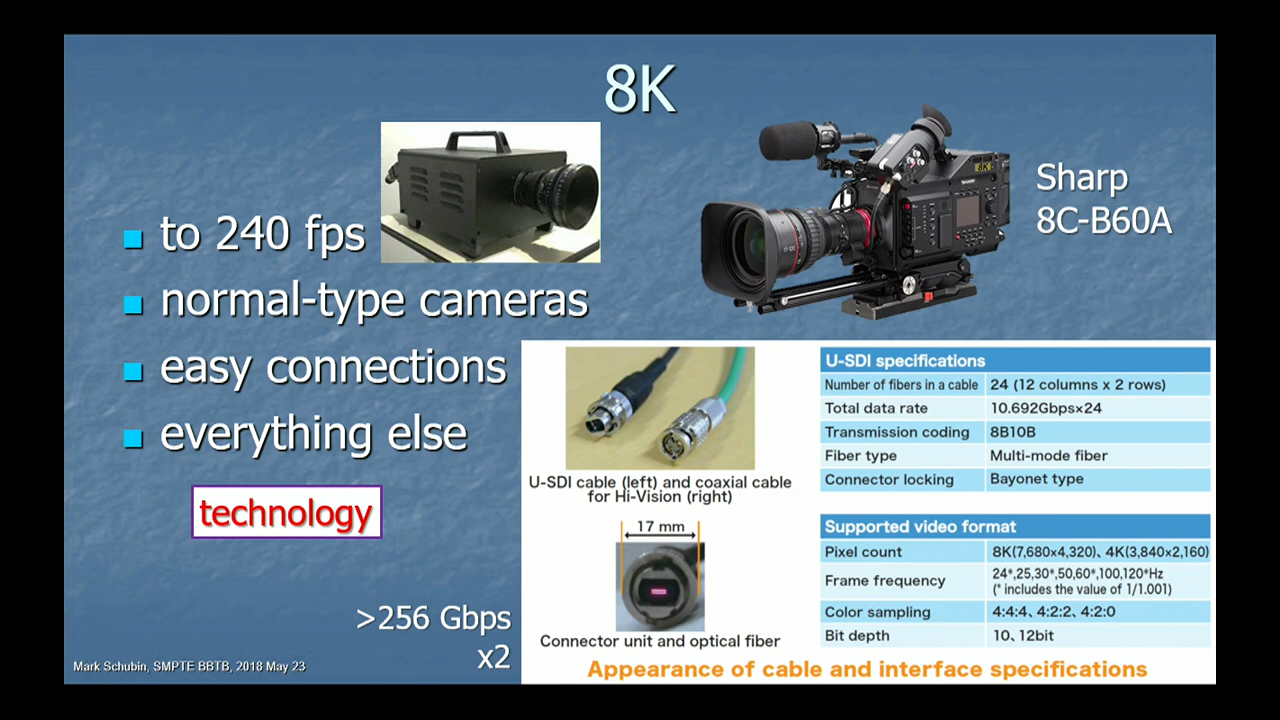 8K
to 240 fps
normal-type cameras
easy connections
everything else
technology
Sharp
8C-B60A
8K
U-SDI cable (left) and coaxial cable
for Hi-Vision (right)
17 mm
Connector unit and optical fiber
U-SDI specifications
Number of fibers in a cable 24 (12 columns x 2 rows)
Total data rate 10.692Gbps×24
Transmission coding 8B10B
Fiber type Multi-mode fiber
Connector locking Bayonet type
Supported video format
Pixel count 8K(7,680×4,320)、4K(3,840×2,160)
Frame frequency 24*,25,30*,50,60*,100,120*Hz
(* includes the value of 1/1.001)
Color sampling 4:4:4、4:2:2、4:2:0
Bit depth 10、12bit
Appearance of cable and interface specifications
>256 Gbps
x2
Mark Schubin, SMPTE BBTB, 2018 May 23